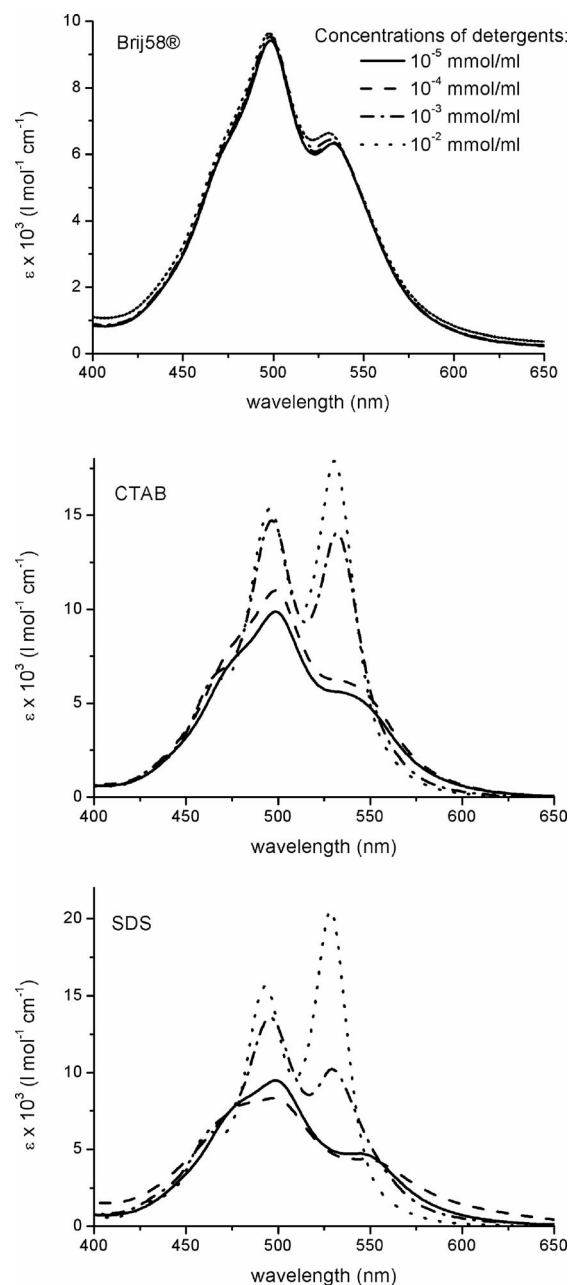 Brij58®
Concentrations of detergents:
10⁻⁵ mmol/ml
10⁻⁴ mmol/ml
10⁻³ mmol/ml
10⁻² mmol/ml
10
8
6
4
2
0
ε x 10³ (l mol⁻¹ cm⁻¹)
400 450 500 550 600 650
wavelength (nm)
CTAB
15
10
5
0
ε x 10³ (l mol⁻¹ cm⁻¹)
400 450 500 550 600 650
wavelength (nm)
SDS
20
15
10
5
0
ε x 10³ (l mol⁻¹ cm⁻¹)
400 450 500 550 600 650
wavelength (nm)